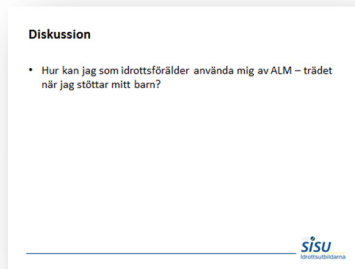 Diskussion
• Hur kan jag som idrottsförälder använda mig av ALM – trädet
när jag stöttar mitt barn?
SISU
Idrottsutbildarna